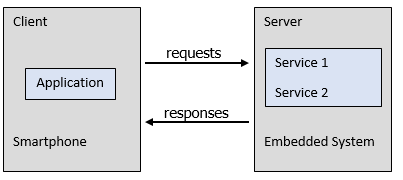 Client
Application
Smartphone
requests
responses
Server
Service 1
Service 2
Embedded System